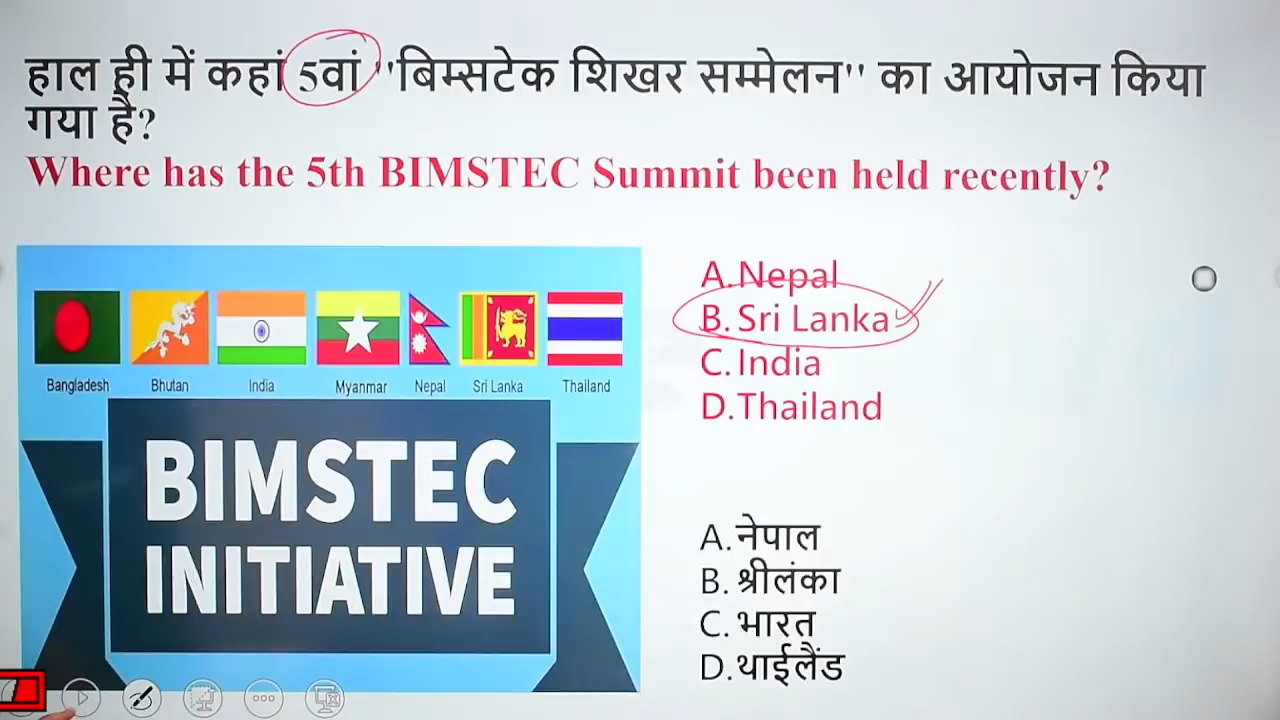 हाल ही में कहां 5वां ''बिम्सटेक शिखर सम्मेलन'' का आयोजन किया
गया है?
Where has the 5th BIMSTEC Summit been held recently?
A. Nepal
B. Sri Lanka
C. India
D. Thailand
Bangladesh Bhutan India Myanmar Nepal Sri Lanka Thailand
BIMSTEC
INITIATIVE
A. नेपाल
B. श्रीलंका
C. भारत
D. थाईलैंड